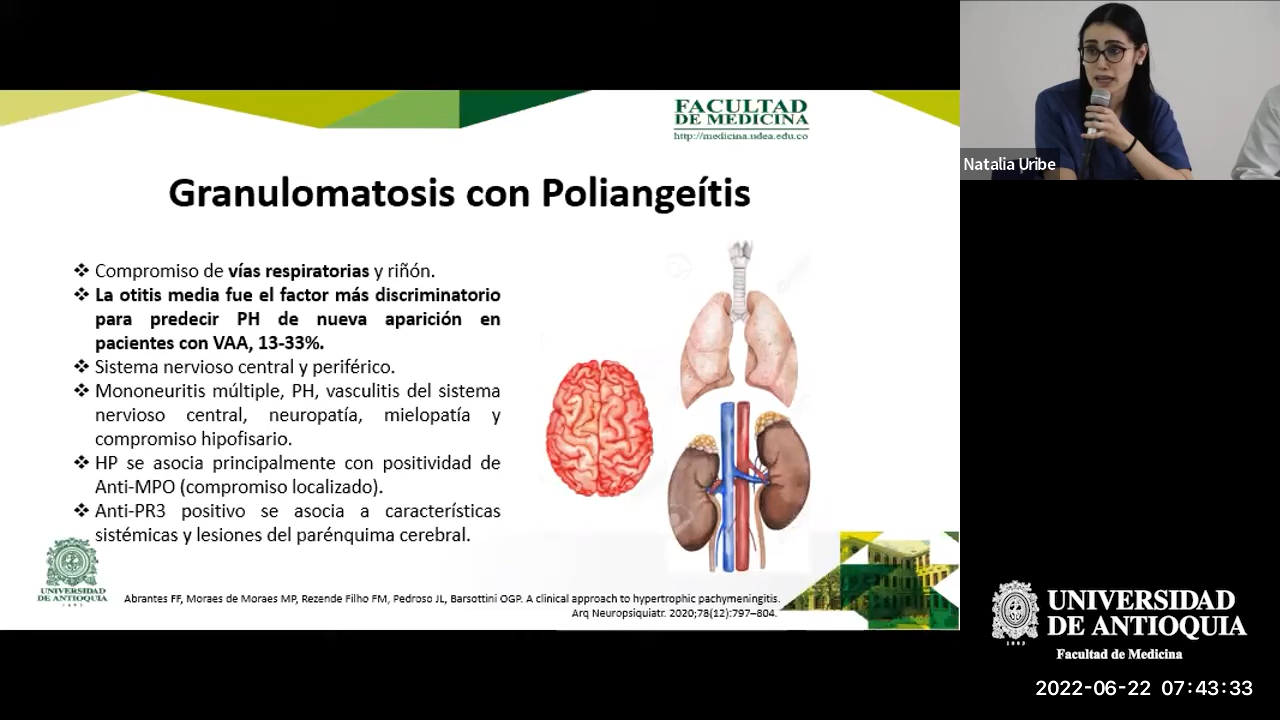 FACULTAD
DE MEDICINA
http://medicina.udea.edu.co
Natalia Uribe
Granulomatosis con Poliangeítis
❖ Compromiso de vías respiratorias y riñón.
❖ La otitis media fue el factor más discriminatorio
para predecir PH de nueva aparición en
pacientes con VAA, 13-33%.
❖ Sistema nervioso central y periférico.
❖ Mononeuritis múltiple, PH, vasculitis del sistema
nervioso central, neuropatía, mielopatía y
compromiso hipofisario.
❖ HP se asocia principalmente con positividad de
Anti-MPO (compromiso localizado).
❖ Anti-PR3 positivo se asocia a características
sistémicas y lesiones del parénquima cerebral.
UNIVERSIDAD
DE ANTIOQUIA
1803
Abrantes FF, Moraes de Moraes MP, Rezende Filho FM, Pedroso JL, Barsottini OGP. A clinical approach to hypertrophic pachymeningitis.
Arq Neuropsiquiatr. 2020;78(12):797–804.
UNIVERSIDAD
DE ANTIOQUIA
1803
Facultad de Medicina
2022-06-22 07:43:33